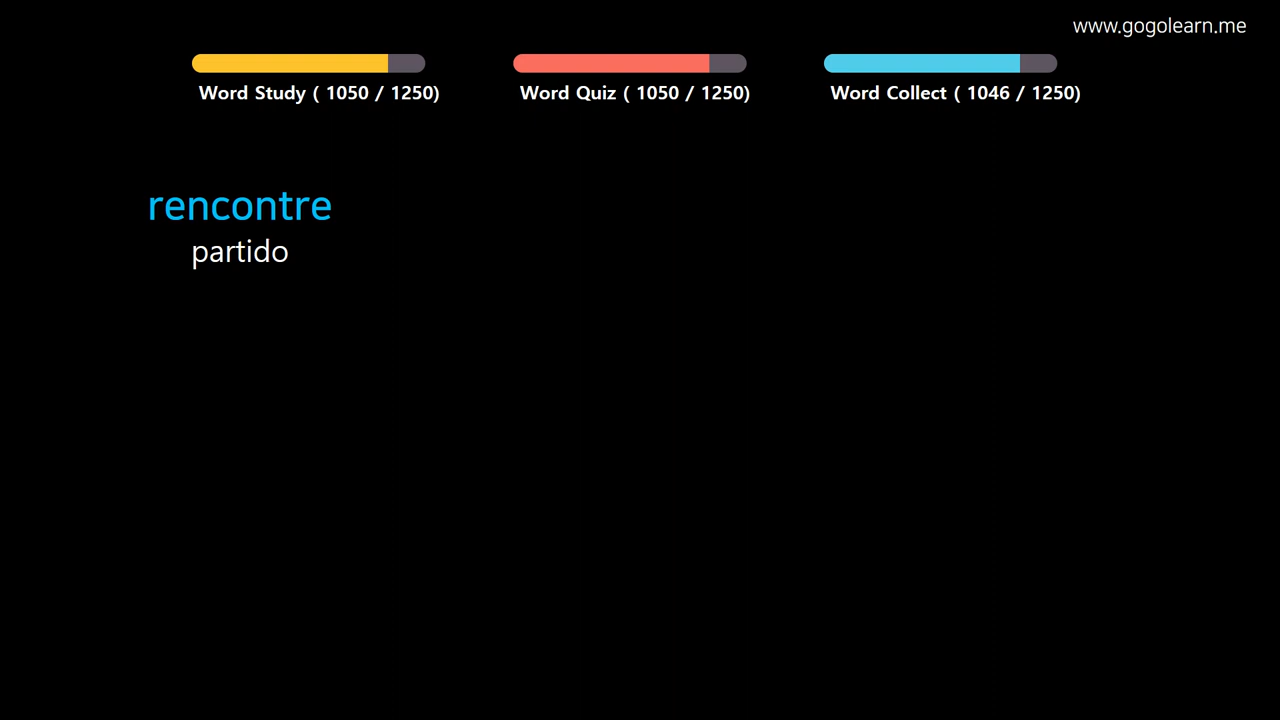 www.gogolearn.me
Word Study ( 1050 / 1250)
Word Quiz ( 1050 / 1250)
Word Collect ( 1046 / 1250)
rencontre
partido